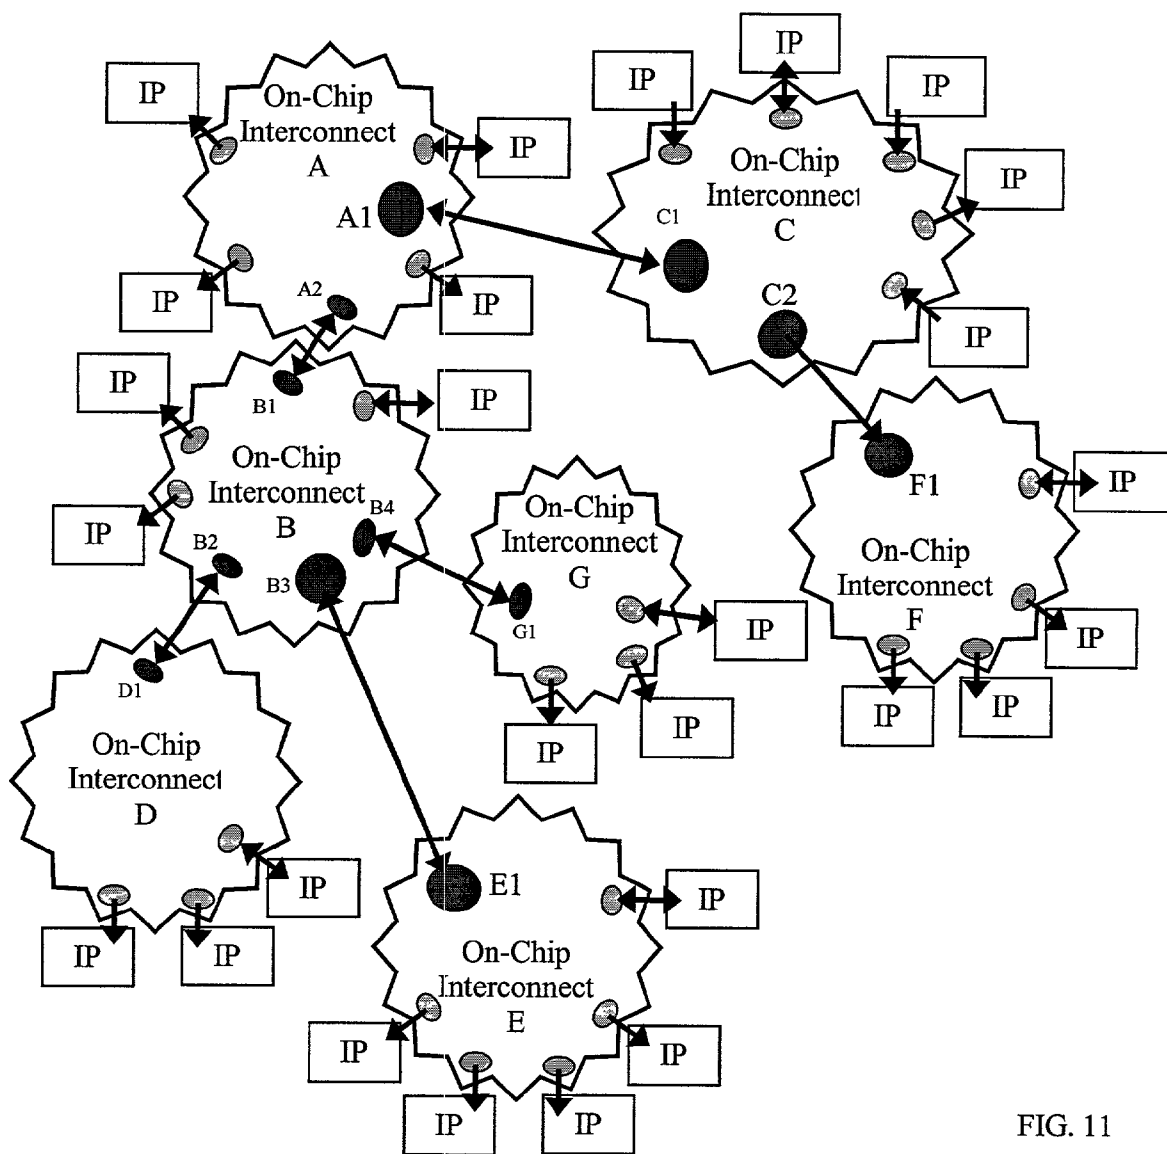 IP
On-Chip
Interconnect
A
IP
A1
IP
A2
IP
IP
IP
IP
On-Chip
Interconnect
C
C1
C2
IP
IP
IP
B1
IP
On-Chip
Interconnect
B
IP
B2
B3
B4
On-Chip
Interconnect
G
G1
IP
IP
IP
F1
IP
On-Chip
Interconnect
F
IP
IP
IP
D1
On-Chip
Interconnect
D
IP
IP
IP
E1
IP
On-Chip
Interconnect
E
IP
IP
IP
IP
FIG. 11